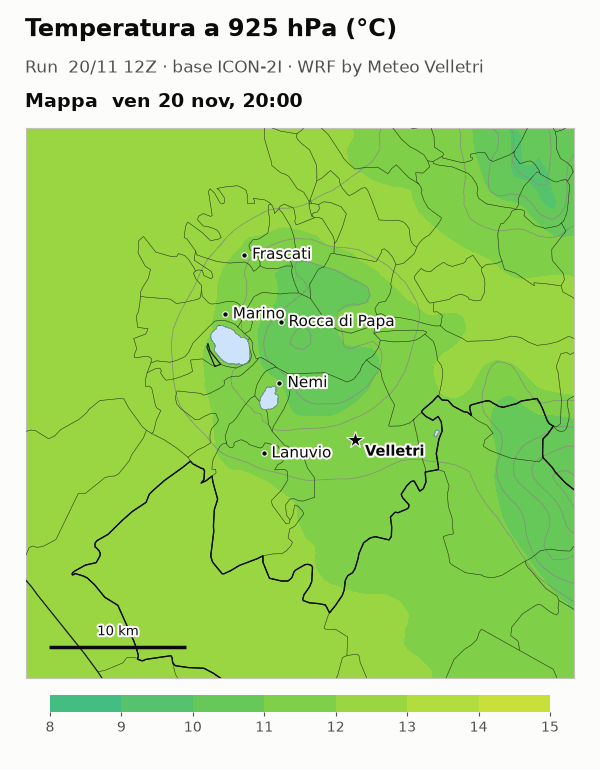 Temperatura a 925 hPa (°C)
Run  20/11 12Z · base ICON-2I · WRF by Meteo Velletri
Mappa  ven 20 nov, 20:00
Frascati
Marino
Rocca di Papa
Nemi
Velletri
Lanuvio
10 km
8 9 10 11 12 13 14 15